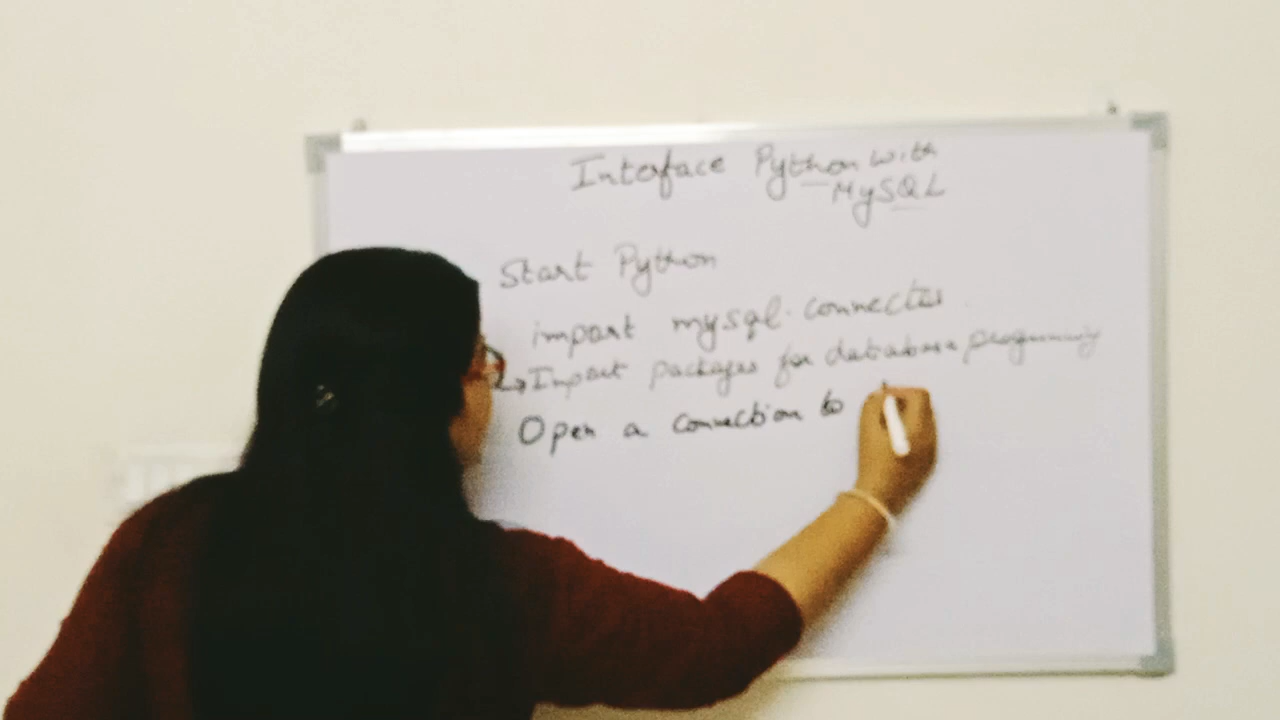 Interface Python with
MySQL
Start Python
import mysql.connector
Import packages for database programming
Open a connection to